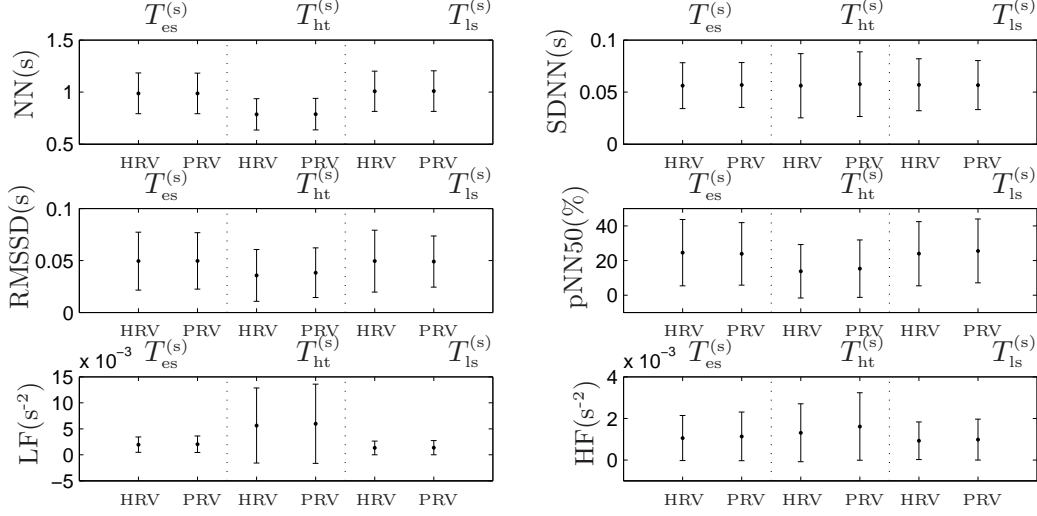 T_es^(s) T_ht^(s) T_ls^(s)
NN(s)
1.5
1
0.5
HRV PRV HRV PRV HRV PRV
T_es^(s) T_ht^(s) T_ls^(s)
SDNN(s)
0.1
0.05
0
HRV PRV HRV PRV HRV PRV
T_es^(s) T_ht^(s) T_ls^(s)
RMSSD(s)
0.1
0.05
0
HRV PRV HRV PRV HRV PRV
T_es^(s) T_ht^(s) T_ls^(s)
pNN50(%)
40
20
0
HRV PRV HRV PRV HRV PRV
T_es^(s) T_ht^(s) T_ls^(s)
x 10^-3
LF(s^-2)
15
10
5
0
−5
HRV PRV HRV PRV HRV PRV
T_es^(s) T_ht^(s) T_ls^(s)
x 10^-3
HF(s^-2)
4
2
0
HRV PRV HRV PRV HRV PRV